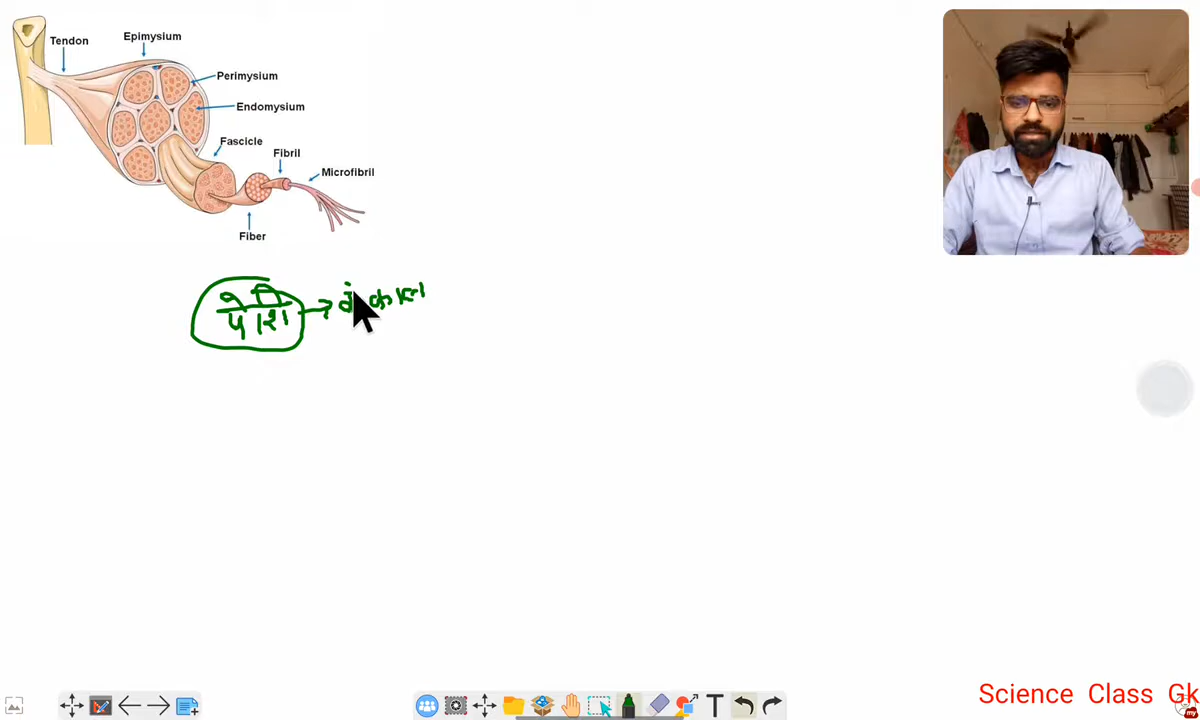 Tendon
Epimysium
Perimysium
Endomysium
Fascicle
Fibril
Microfibril
Fiber
Science Class Gk